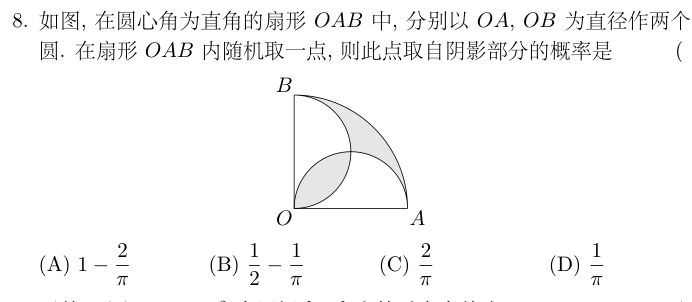 8. 如图, 在圆心角为直角的扇形 OAB 中, 分别以 OA, OB 为直径作两个
圆. 在扇形 OAB 内随机取一点, 则此点取自阴影部分的概率是 (
B
O A
(A) 1 − 2/π (B) 1/2 − 1/π (C) 2/π (D) 1/π